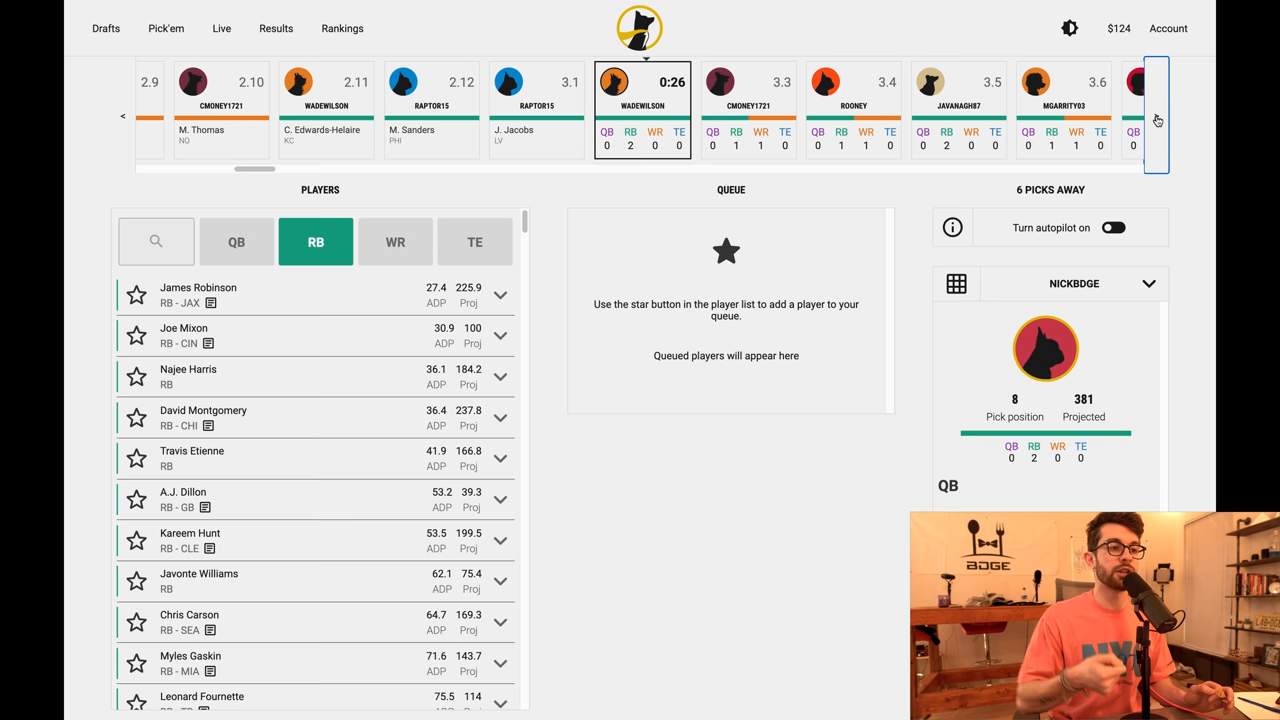 Drafts Pick'em Live Results Rankings $124 Account
2.9 2.10 2.11 2.12 3.1 0:26 3.3 3.4 3.5 3.6
CMONEY1721 WADEWILSON RAPTOR15 RAPTOR15 WADEWILSON CMONEY1721 ROONEY JAVANAGH87 MGARRITY03
M. Thomas C. Edwards-Helaire M. Sanders J. Jacobs QB RB WR TE QB RB WR TE QB RB WR TE QB RB WR TE QB RB WR TE QB
NO KC PHI LV 0 2 0 0 0 1 1 0 0 1 1 0 0 2 0 0 0 1 1 0 0
<
PLAYERS QUEUE 6 PICKS AWAY
QB RB WR TE
Turn autopilot on
James Robinson 27.4 225.9
RB - JAX ADP Proj
Joe Mixon 30.9 100
RB - CIN ADP Proj
Najee Harris 36.1 184.2
RB ADP Proj
David Montgomery 36.4 237.8
RB - CHI ADP Proj
Travis Etienne 41.9 166.8
RB ADP Proj
A.J. Dillon 53.2 39.3
RB - GB ADP Proj
Kareem Hunt 53.5 199.5
RB - CLE ADP Proj
Javonte Williams 62.1 75.4
RB ADP Proj
Chris Carson 64.7 169.3
RB - SEA ADP Proj
Myles Gaskin 71.6 143.7
RB - MIA ADP Proj
Leonard Fournette 75.5 114
Use the star button in the player list to add a player to your
queue.
Queued players will appear here
NICKBDGE
8 381
Pick position Projected
QB RB WR TE
0 2 0 0
QB
BDGE